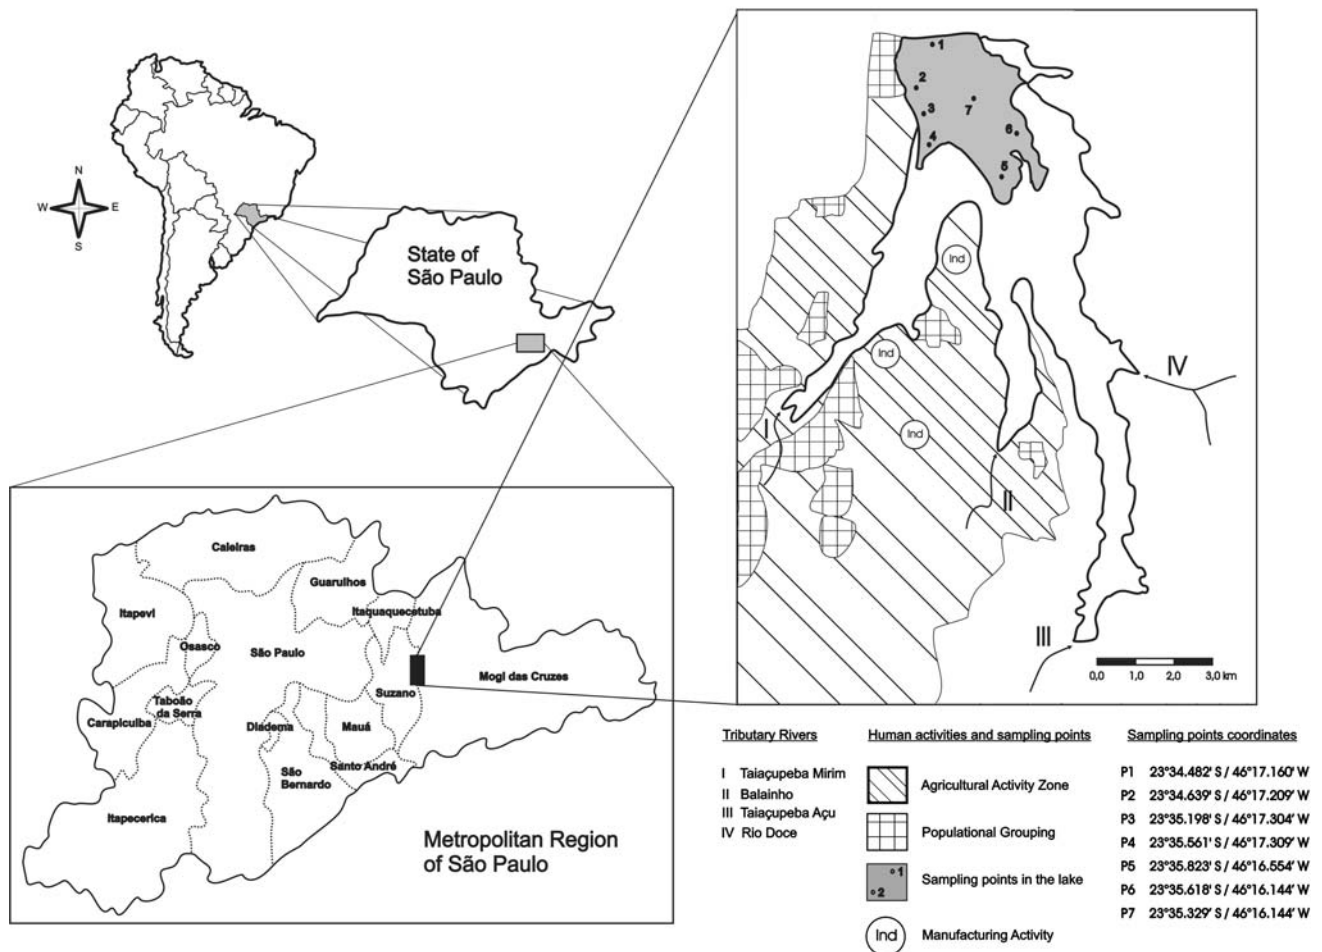 N
W E
S
State of
São Paulo
1
2
7
3
6
4
5
Ind
Ind
IV
I
Ind
II
III
0,0 1,0 2,0 3,0 km
Caleiras
Guarulhos
Itapevi
Itaquaquecetuba
Osasco
São Paulo
Mogi das Cruzes
Suzano
Taboão
da Serra
Carapicuiba
Diadema
Mauá
Santo André
São
Bernardo
Itapecerica
Metropolitan Region
of São Paulo
Tributary Rivers
I Taiaçupeba Mirim
II Balainho
III Taiaçupeba Açu
IV Rio Doce
Human activities and sampling points
Agricultural Activity Zone
Populational Grouping
1
2
Sampling points in the lake
Ind Manufacturing Activity
Sampling points coordinates
P1 23°34.482' S / 46°17.160' W
P2 23°34.639' S / 46°17.209' W
P3 23°35.198' S / 46°17.304' W
P4 23°35.561' S / 46°17.309' W
P5 23°35.823' S / 46°16.554' W
P6 23°35.618' S / 46°16.144' W
P7 23°35.329' S / 46°16.144' W